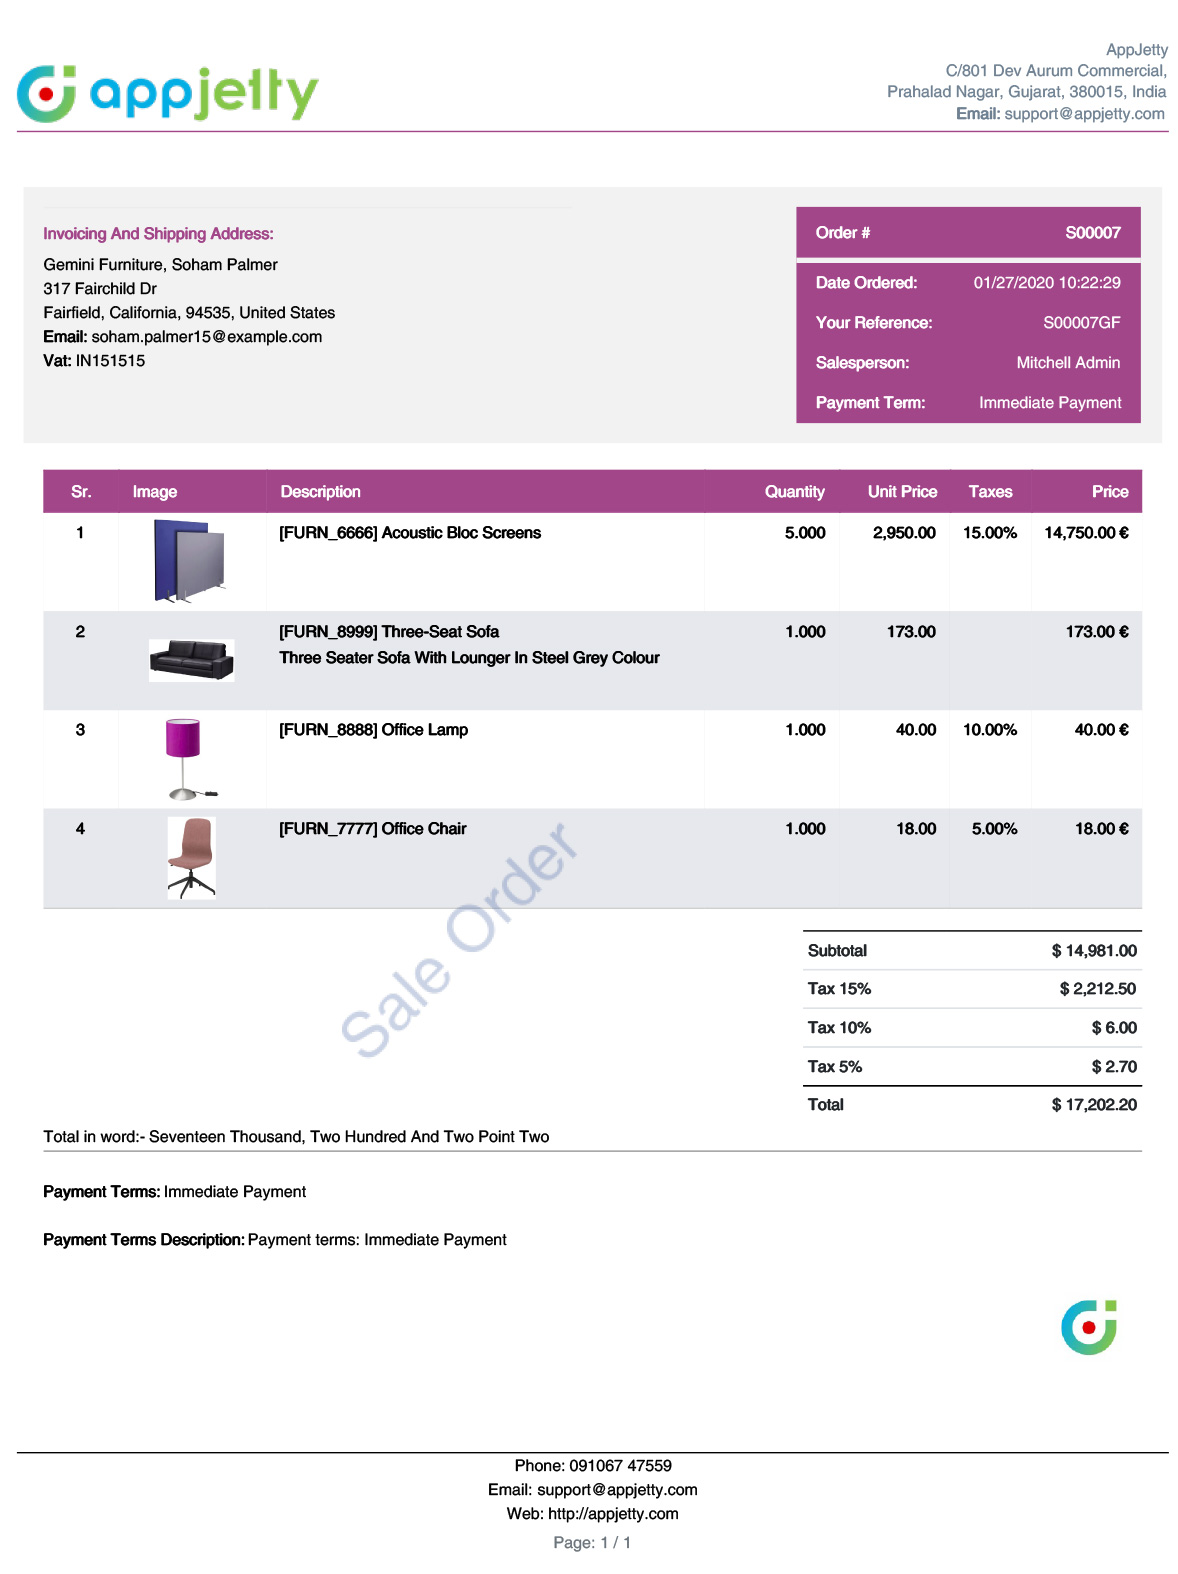 appjetty
AppJetty
C/801 Dev Aurum Commercial,
Prahalad Nagar, Gujarat, 380015, India
Email: support@appjetty.com
Invoicing And Shipping Address:
Gemini Furniture, Soham Palmer
317 Fairchild Dr
Fairfield, California, 94535, United States
Email: soham.palmer15@example.com
Vat: IN151515
Order # S00007
Date Ordered: 01/27/2020 10:22:29
Your Reference: S00007GF
Salesperson: Mitchell Admin
Payment Term: Immediate Payment
Sr. Image Description Quantity Unit Price Taxes Price
1 [FURN_6666] Acoustic Bloc Screens 5.000 2,950.00 15.00% 14,750.00 €
2 [FURN_8999] Three-Seat Sofa 1.000 173.00 173.00 €
Three Seater Sofa With Lounger In Steel Grey Colour
3 [FURN_8888] Office Lamp 1.000 40.00 10.00% 40.00 €
4 [FURN_7777] Office Chair 1.000 18.00 5.00% 18.00 €
Sale Order
Subtotal $ 14,981.00
Tax 15% $ 2,212.50
Tax 10% $ 6.00
Tax 5% $ 2.70
Total $ 17,202.20
Total in word:- Seventeen Thousand, Two Hundred And Two Point Two
Payment Terms: Immediate Payment
Payment Terms Description: Payment terms: Immediate Payment
Phone: 091067 47559
Email: support@appjetty.com
Web: http://appjetty.com
Page: 1 / 1